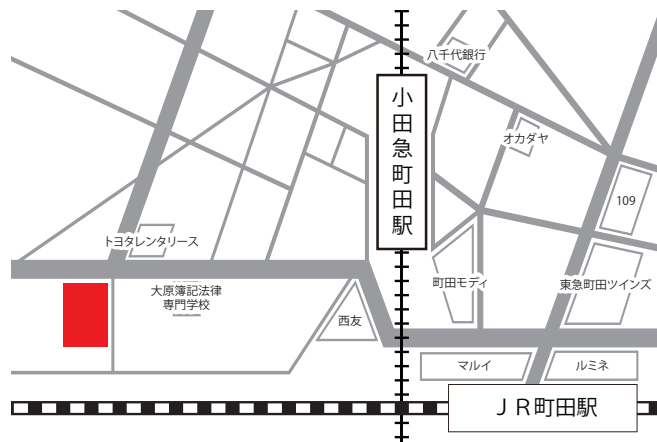 八千代銀行
小田急町田駅
オカダヤ
109
トヨタレンタリース
町田モディ
東急町田ツインズ
大原簿記法律
専門学校
西友
マルイ
ルミネ
ＪＲ町田駅